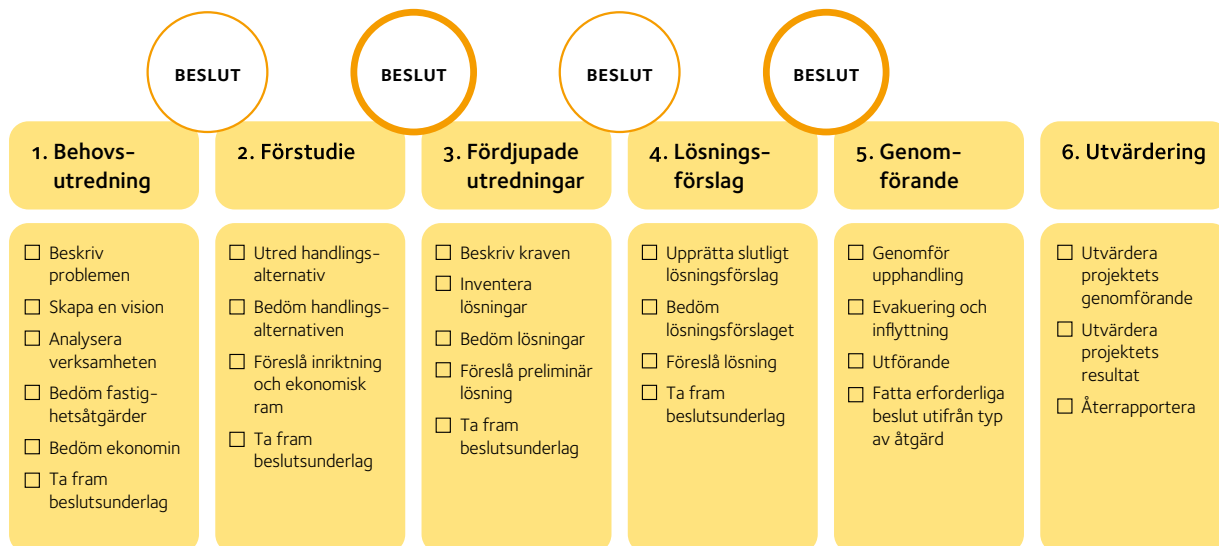 BESLUT
BESLUT
BESLUT
BESLUT
1. Behovs-
utredning
☐ Beskriv
problemen
☐ Skapa en vision
☐ Analysera
verksamheten
☐ Bedöm fastig-
hetsåtgärder
☐ Bedöm ekonomin
☐ Ta fram
beslutsunderlag
2. Förstudie
☐ Utred handlings-
alternativ
☐ Bedöm handlings-
alternativen
☐ Föreslå inriktning
och ekonomisk
ram
☐ Ta fram
beslutsunderlag
3. Fördjupade
utredningar
☐ Beskriv kraven
☐ Inventera
lösningar
☐ Bedöm lösningar
☐ Föreslå preliminär
lösning
☐ Ta fram
beslutsunderlag
4. Lösnings-
förslag
☐ Upprätta slutligt
lösningsförslag
☐ Bedöm
lösningsförslaget
☐ Föreslå lösning
☐ Ta fram
beslutsunderlag
5. Genom-
förande
☐ Genomför
upphandling
☐ Evakuering och
inflyttning
☐ Utförande
☐ Fatta erforderliga
beslut utifrån typ
av åtgärd
6. Utvärdering
☐ Utvärdera
projektets
genomförande
☐ Utvärdera
projektets
resultat
☐ Återrapportera